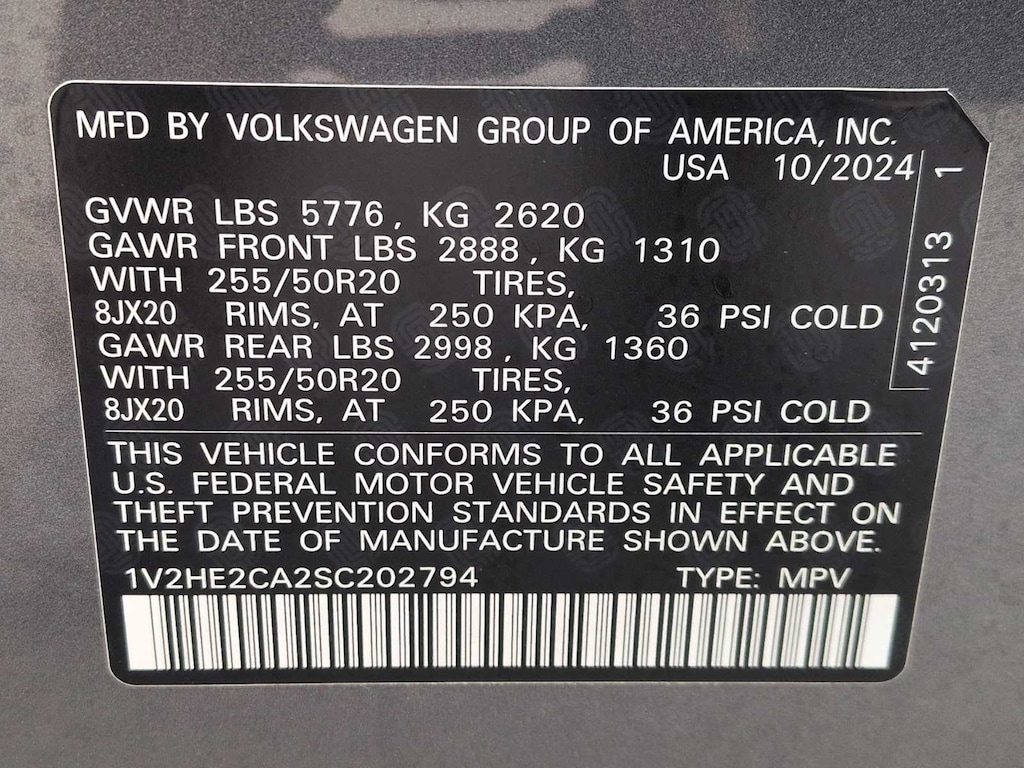 MFD BY VOLKSWAGEN GROUP OF AMERICA, INC.
USA 10/2024
GVWR LBS 5776, KG 2620
GAWR FRONT LBS 2888, KG 1310
WITH 255/50R20 TIRES,
8JX20 RIMS, AT 250 KPA, 36 PSI COLD
GAWR REAR LBS 2998, KG 1360
WITH 255/50R20 TIRES,
8JX20 RIMS, AT 250 KPA, 36 PSI COLD
4120313 1
THIS VEHICLE CONFORMS TO ALL APPLICABLE
U.S. FEDERAL MOTOR VEHICLE SAFETY AND
THEFT PREVENTION STANDARDS IN EFFECT ON
THE DATE OF MANUFACTURE SHOWN ABOVE.
1V2HE2CA2SC202794 TYPE: MPV